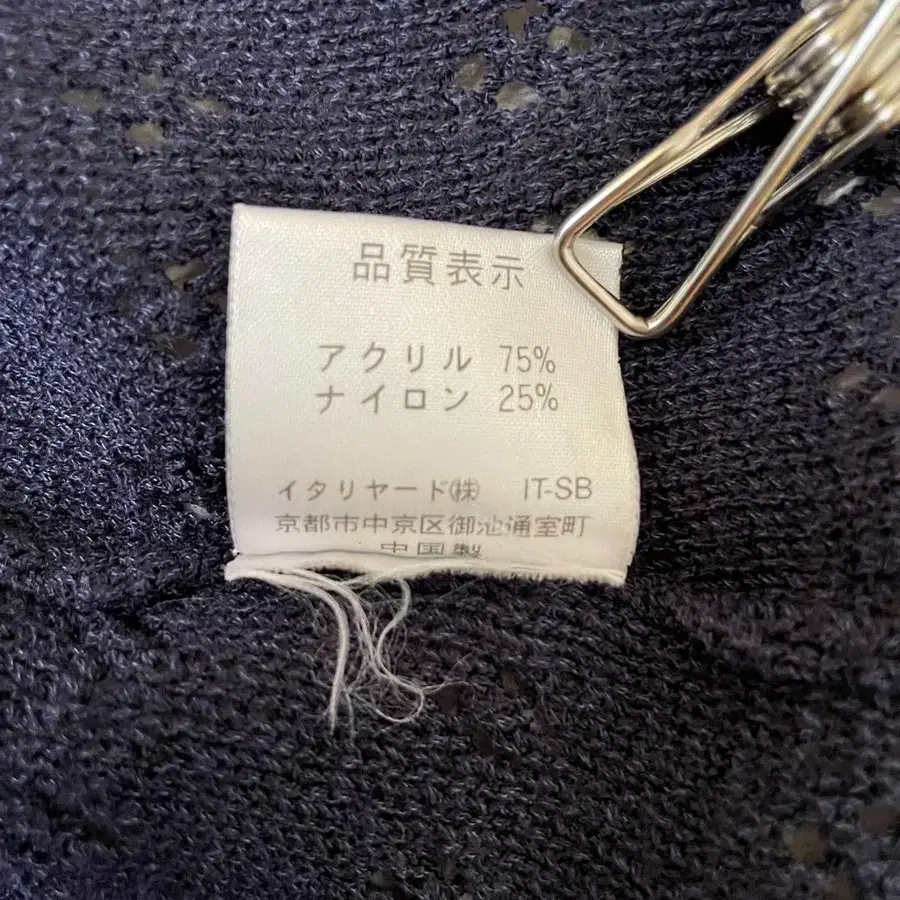 品質表示
アクリル 75%
ナイロン 25%
イタリヤード㈱ IT-SB
京都市中京区御池通室町
中国製